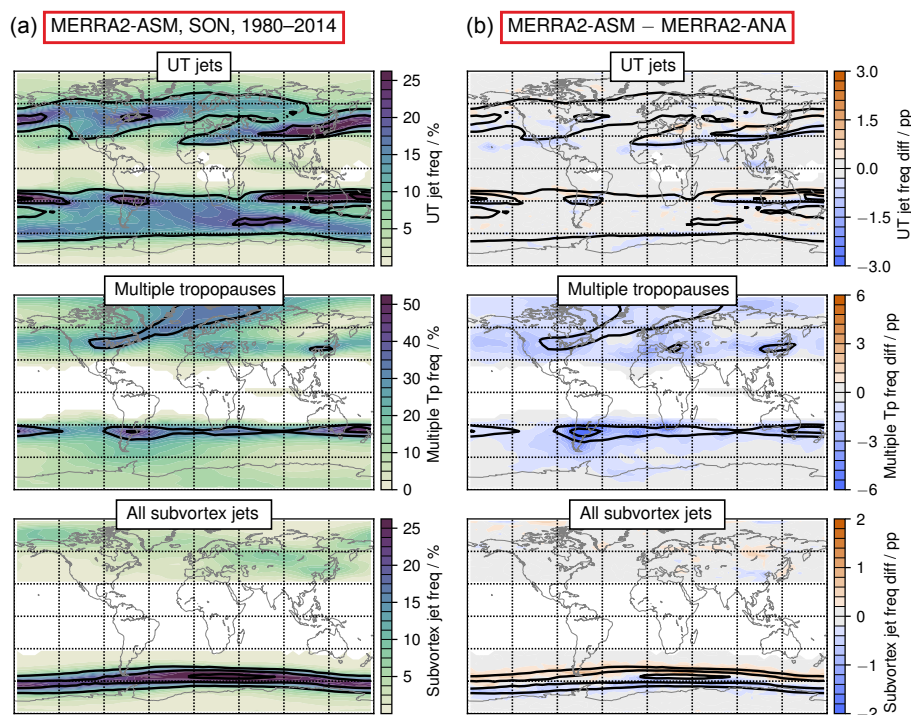 (a) MERRA2-ASM, SON, 1980–2014
(b) MERRA2-ASM − MERRA2-ANA
UT jets
25
20
15
10
5
UT jet freq / %
UT jets
3.0
1.5
0.0
−1.5
−3.0
UT jet freq diff / pp
Multiple tropopauses
50
40
30
20
10
0
Multiple Tp freq / %
Multiple tropopauses
6
3
0
−3
−6
Multiple Tp freq diff / pp
All subvortex jets
25
20
15
10
5
Subvortex jet freq / %
All subvortex jets
2
1
0
−1
−2
Subvortex jet freq diff / pp